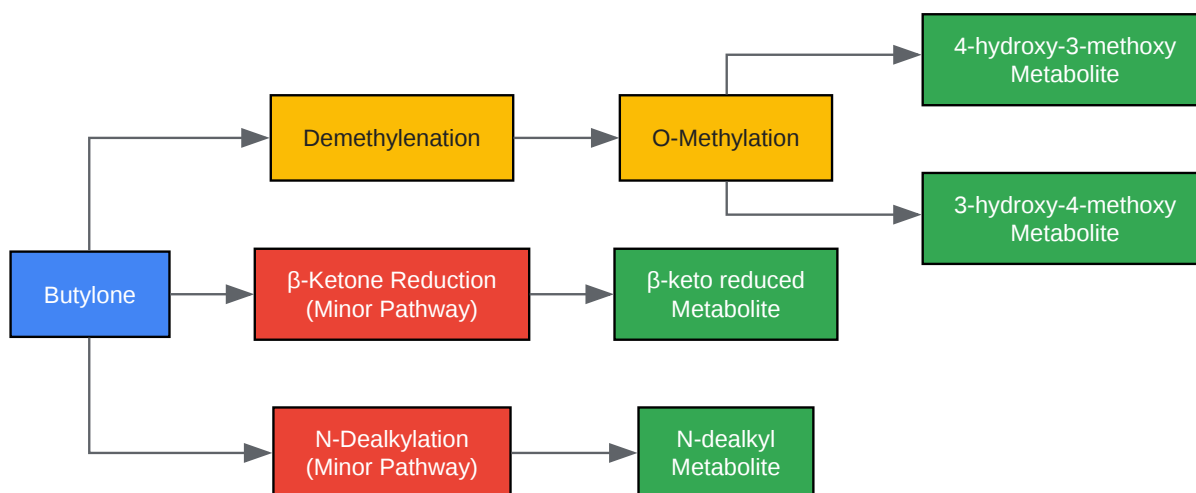 4-hydroxy-3-methoxy
Metabolite
Demethylenation
O-Methylation
3-hydroxy-4-methoxy
Metabolite
Butylone
β-Ketone Reduction
(Minor Pathway)
β-keto reduced
Metabolite
N-Dealkylation
(Minor Pathway)
N-dealkyl
Metabolite